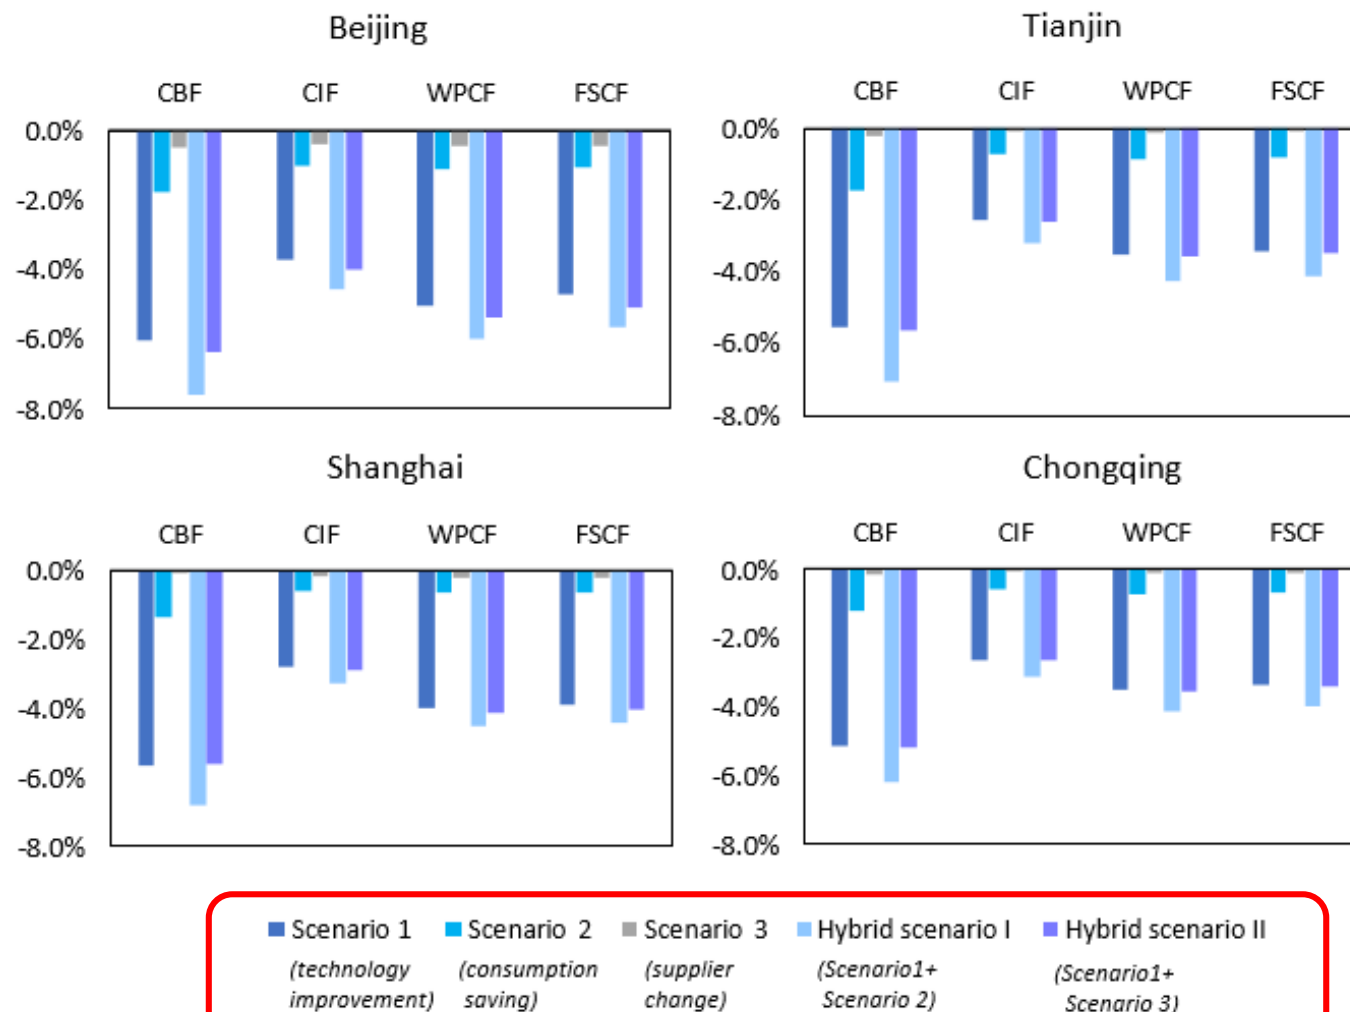 Beijing
CBF CIF WPCF FSCF
0.0%
-2.0%
-4.0%
-6.0%
-8.0%
Tianjin
CBF CIF WPCF FSCF
0.0%
-2.0%
-4.0%
-6.0%
-8.0%
Shanghai
CBF CIF WPCF FSCF
0.0%
-2.0%
-4.0%
-6.0%
-8.0%
Chongqing
CBF CIF WPCF FSCF
0.0%
-2.0%
-4.0%
-6.0%
-8.0%
Scenario 1 Scenario 2 Scenario 3 Hybrid scenario I Hybrid scenario II
(technology (consumption (supplier (Scenario1+ (Scenario1+
improvement) saving) change) Scenario 2) Scenario 3)